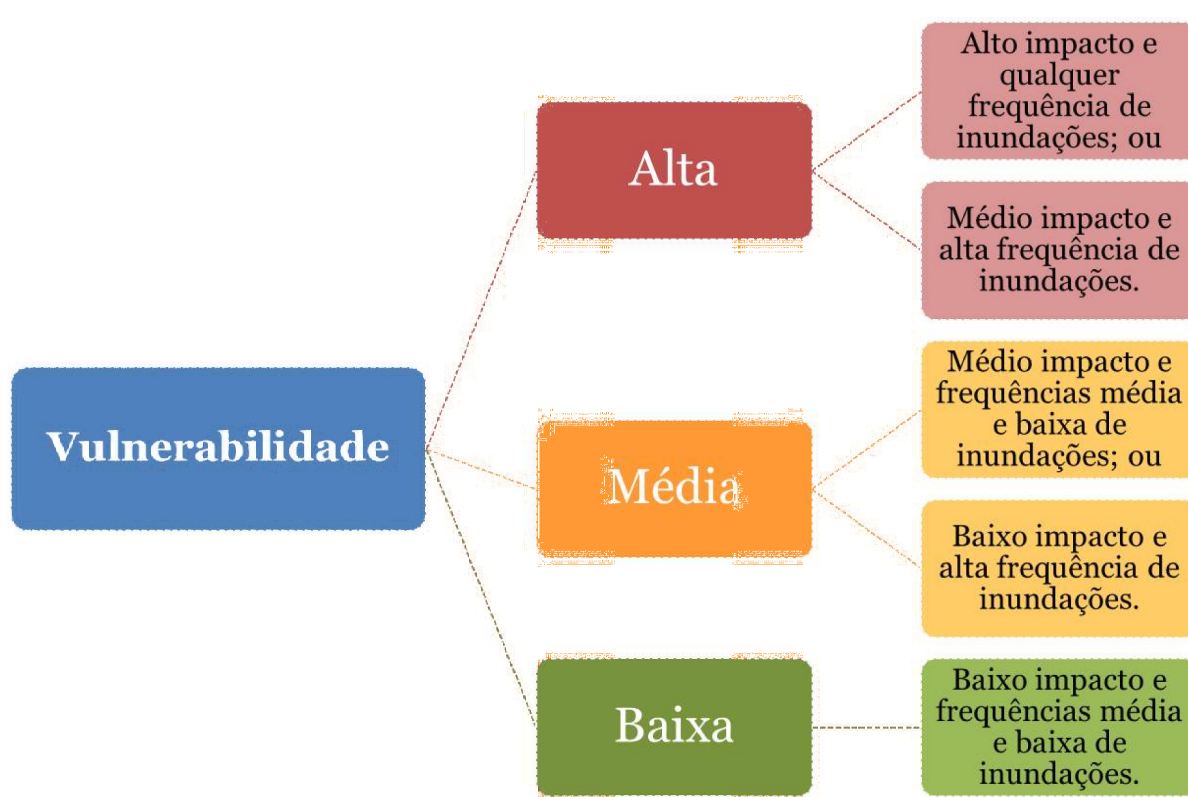 Vulnerabilidade
Alta
Alto impacto e
qualquer
frequência de
inundações; ou
Médio impacto e
alta frequência de
inundações.
Média
Médio impacto e
frequências média
e baixa de
inundações; ou
Baixo impacto e
alta frequência de
inundações.
Baixa
Baixo impacto e
frequências média
e baixa de
inundações.